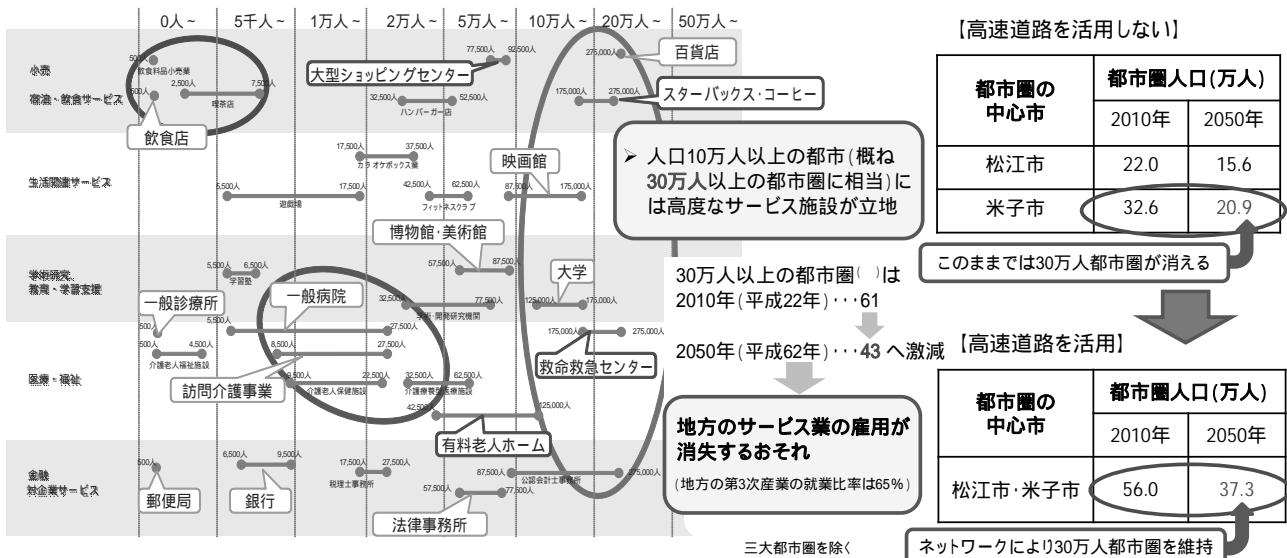 0人~ 5千人~ 1万人~ 2万人~ 5万人~ 10万人~ 20万人~ 50万人~
小売
宿泊・飲食サービス
500人
飲食料品小売業
500人
2,500人 7,500人
喫茶店
飲食店
77,500人 92,500人
大型ショッピングセンター
32,500人 52,500人
ハンバーガー店
275,000人
百貨店
175,000人 275,000人
スターバックス・コーヒー
生活関連サービス
17,500人 37,500人
カラオケボックス業
5,500人 17,500人
遊戯場
42,500人 62,500人
フィットネスクラブ
映画館
87,500人 175,000人
学術研究、
教育・学習支援
5,500人 6,500人
学習塾
博物館・美術館
57,500人 87,500人
32,500人 77,500人
学術・開発研究機関
大学
125,000人 175,000人
医療・福祉
一般診療所
500人
一般病院
5,500人 27,500人
500人 4,500人
介護老人福祉施設
8,500人 27,500人
訪問介護事業
9,500人 22,500人
介護老人保健施設
32,500人 62,500人
介護療養型医療施設
42,500人 125,000人
有料老人ホーム
175,000人 275,000人
救命救急センター
金融
対企業サービス
500人
郵便局
6,500人 9,500人
銀行
17,500人 27,500人
税理士事務所
57,500人 77,500人
法律事務所
87,500人 275,000人
公認会計士事務所
➢ 人口10万人以上の都市(概ね
30万人以上の都市圏に相当)に
は高度なサービス施設が立地
30万人以上の都市圏( )は
2010年(平成22年)・・・61
2050年(平成62年)・・・43 へ激減
地方のサービス業の雇用が
消失するおそれ
(地方の第3次産業の就業比率は65%)
三大都市圏を除く
【高速道路を活用しない】
都市圏の
中心市
都市圏人口(万人)
2010年 2050年
松江市 22.0 15.6
米子市 32.6 20.9
このままでは30万人都市圏が消える
【高速道路を活用】
都市圏の
中心市
都市圏人口(万人)
2010年 2050年
松江市・米子市 56.0 37.3
ネットワークにより30万人都市圏を維持